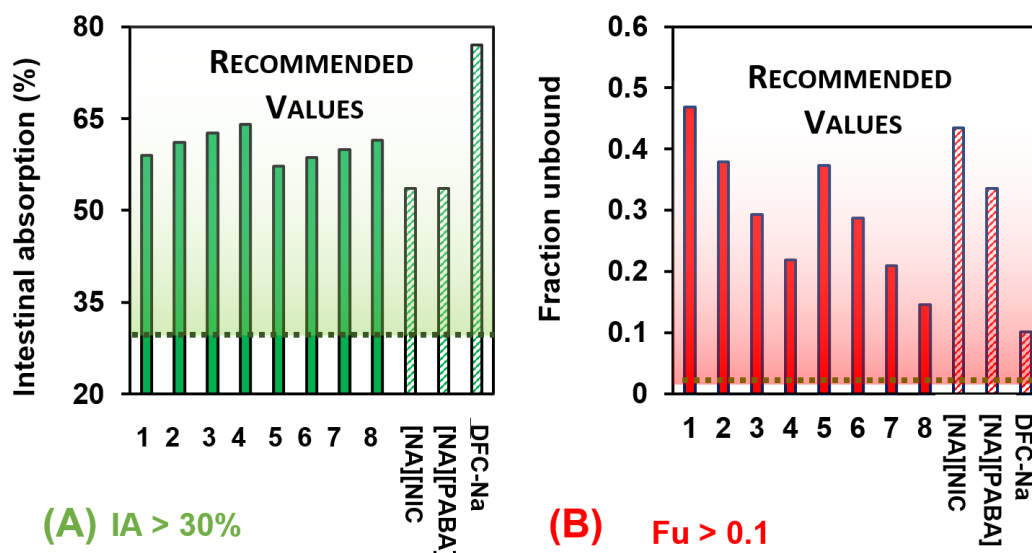 Intestinal absorption (%)
80
65
50
35
20
RECOMMENDED
VALUES
1 2 3 4 5 6 7 8 [NA][NIC [NA][PABA] DFC-Na
(A) IA > 30%
Fraction unbound
0.6
0.5
0.4
0.3
0.2
0.1
0
RECOMMENDED
VALUES
1 2 3 4 5 6 7 8 [NA][NIC [NA][PABA] DFC-Na
(B) Fu > 0.1